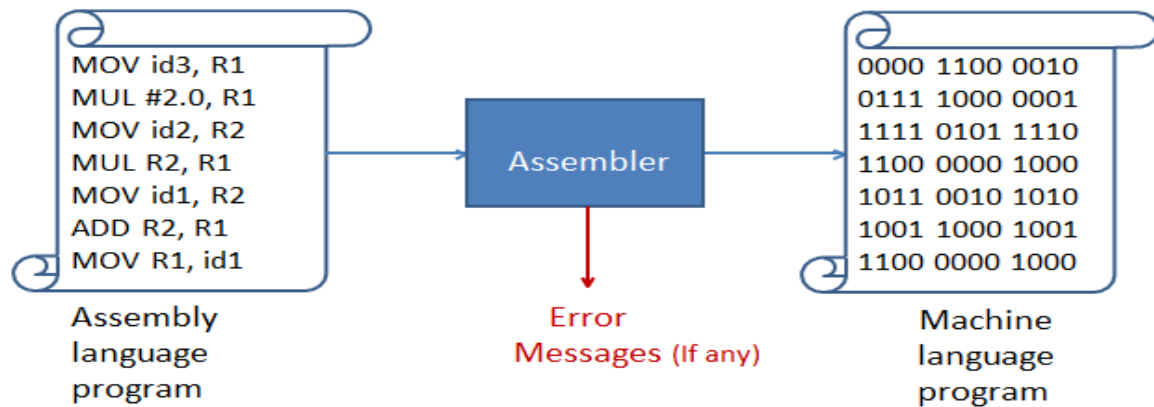 MOV id3, R1
MUL #2.0, R1
MOV id2, R2
MUL R2, R1
MOV id1, R2
ADD R2, R1
MOV R1, id1
Assembly
language
program
Assembler
Error
Messages (If any)
0000 1100 0010
0111 1000 0001
1111 0101 1110
1100 0000 1000
1011 0010 1010
1001 1000 1001
1100 0000 1000
Machine
language
program